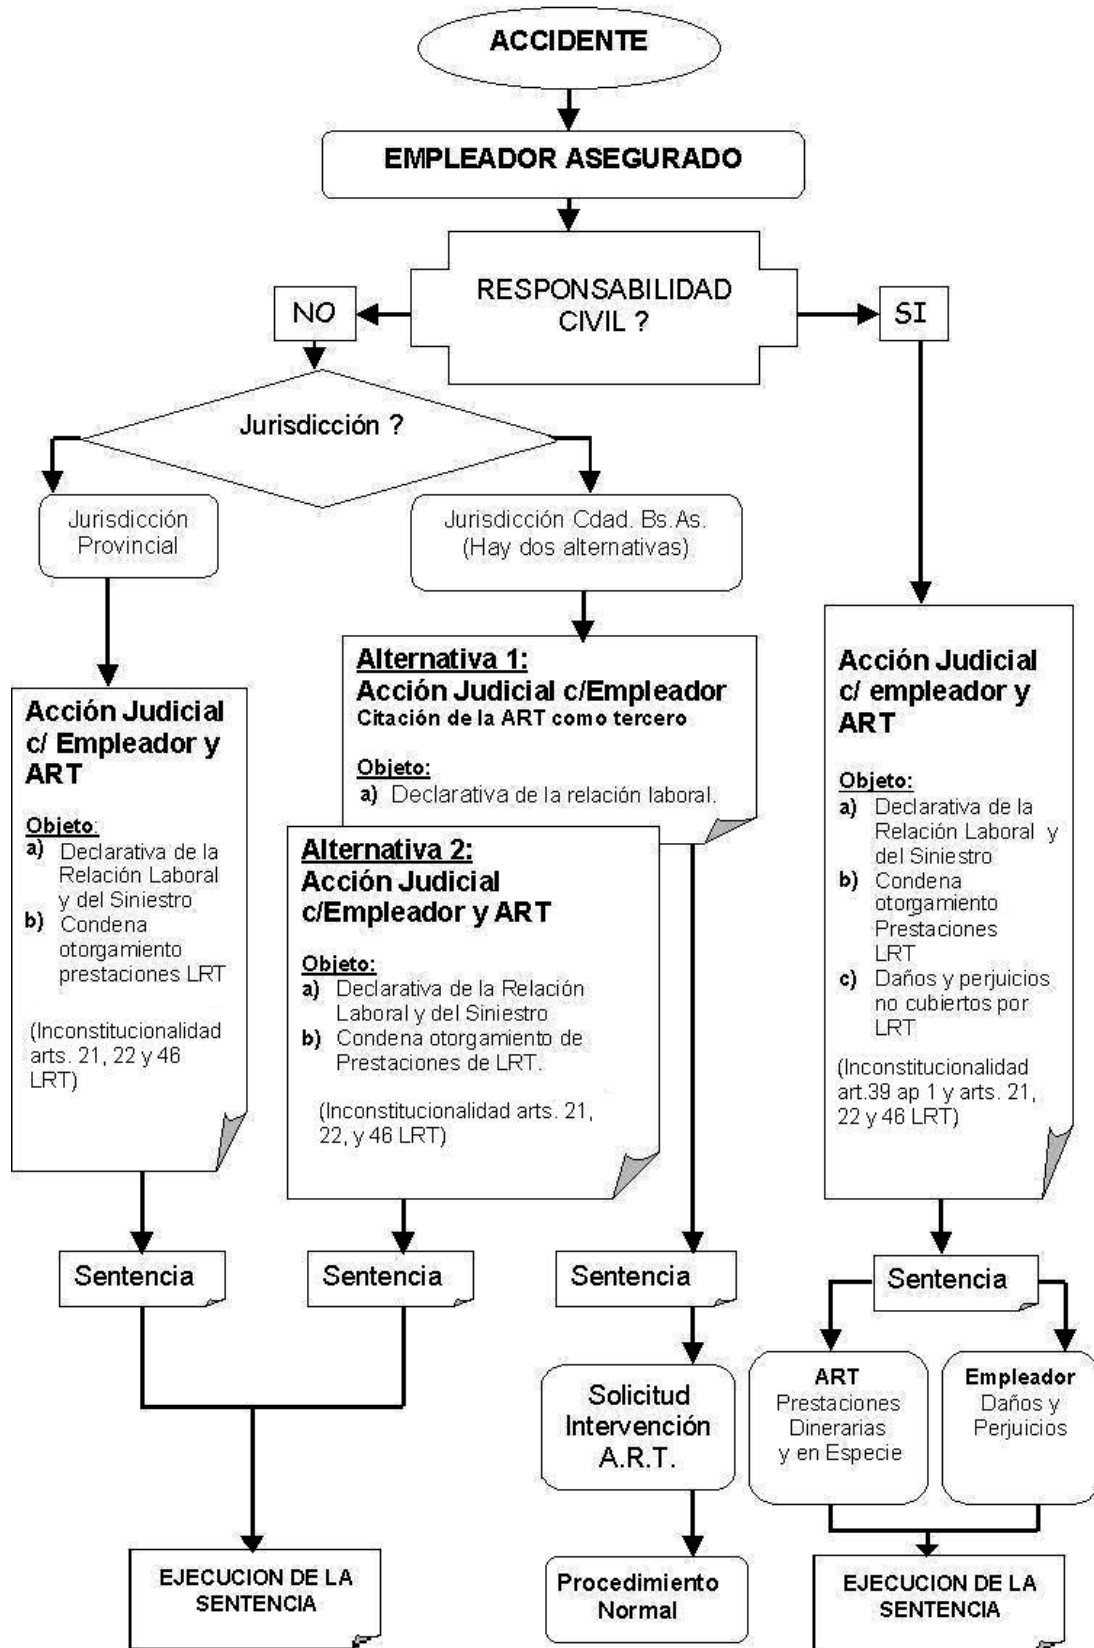 ACCIDENTE
EMPLEADOR ASEGURADO
RESPONSABILIDAD
CIVIL ?
NO
SI
Jurisdicción ?
Jurisdicción
Provincial
Jurisdicción Cdad. Bs.As.
(Hay dos alternativas)
Acción Judicial
c/ Empleador y
ART
Objeto:
a) Declarativa de la
Relación Laboral
y del Siniestro
b) Condena
otorgamiento
prestaciones LRT
(Inconstitucionalidad
arts. 21, 22 y 46
LRT)
Alternativa 1:
Acción Judicial c/Empleador
Citación de la ART como tercero
Objeto:
a) Declarativa de la relación laboral.
Alternativa 2:
Acción Judicial
c/Empleador y ART
Objeto:
a) Declarativa de la Relación
Laboral y del Siniestro
b) Condena otorgamiento de
Prestaciones de LRT.
(Inconstitucionalidad arts. 21,
22, y 46 LRT)
Acción Judicial
c/ empleador y
ART
Objeto:
a) Declarativa de la
Relación Laboral y
del Siniestro
b) Condena
otorgamiento
Prestaciones
LRT
c) Daños y perjuicios
no cubiertos por
LRT
(Inconstitucionalidad
art.39 ap 1 y arts. 21,
22 y 46 LRT)
Sentencia
Sentencia
Sentencia
Sentencia
Solicitud
Intervención
A.R.T.
ART
Prestaciones
Dinerarias
y en Especie
Empleador
Daños y
Perjuicios
EJECUCION DE LA
SENTENCIA
Procedimiento
Normal
EJECUCION DE LA
SENTENCIA